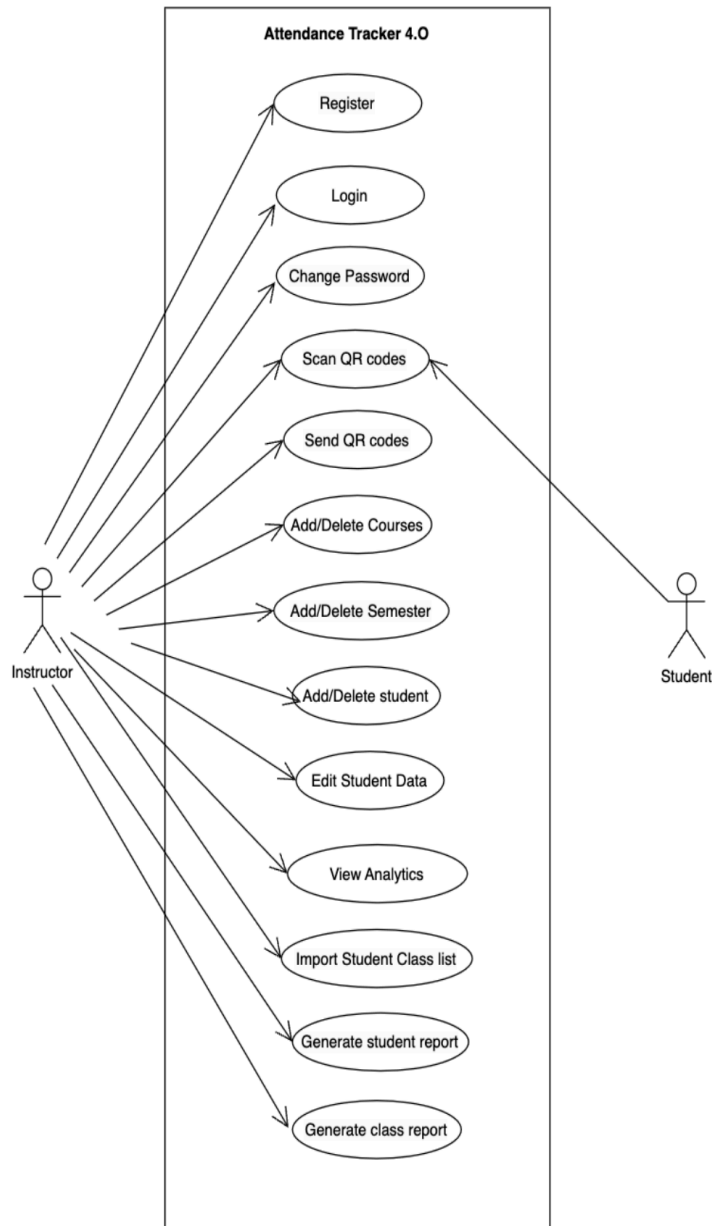 Attendance Tracker 4.O
Register
Login
Change Password
Scan QR codes
Send QR codes
Add/Delete Courses
Add/Delete Semester
Instructor
Student
Add/Delete student
Edit Student Data
View Analytics
Import Student Class list
Generate student report
Generate class report